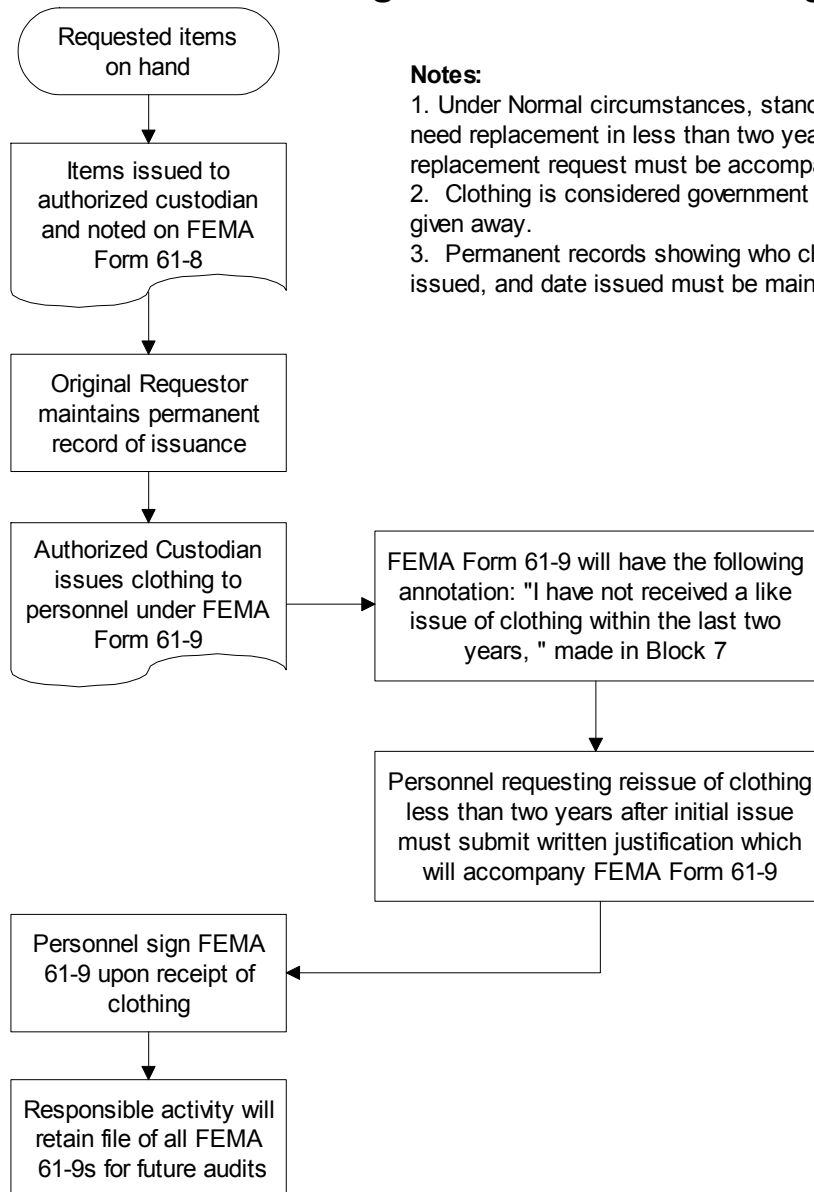 Requested items
on hand
Notes:
1. Under Normal circumstances,
need replacement in less than two
replacement request must be
2. Clothing is considered government
given away.
3. Permanent records showing who
issued, and date issued must be
Items issued to
authorized custodian
and noted on FEMA
Form 61-8
Original Requestor
maintains permanent
record of issuance
Authorized Custodian
issues clothing to
personnel under FEMA
Form 61-9
FEMA Form 61-9 will have the following
annotation: "I have not received a like
issue of clothing within the last two
years, " made in Block 7
Personnel requesting reissue of clothing
less than two years after initial issue
must submit written justification which
will accompany FEMA Form 61-9
Personnel sign FEMA
61-9 upon receipt of
clothing
Responsible activity will
retain file of all FEMA
61-9s for future audits